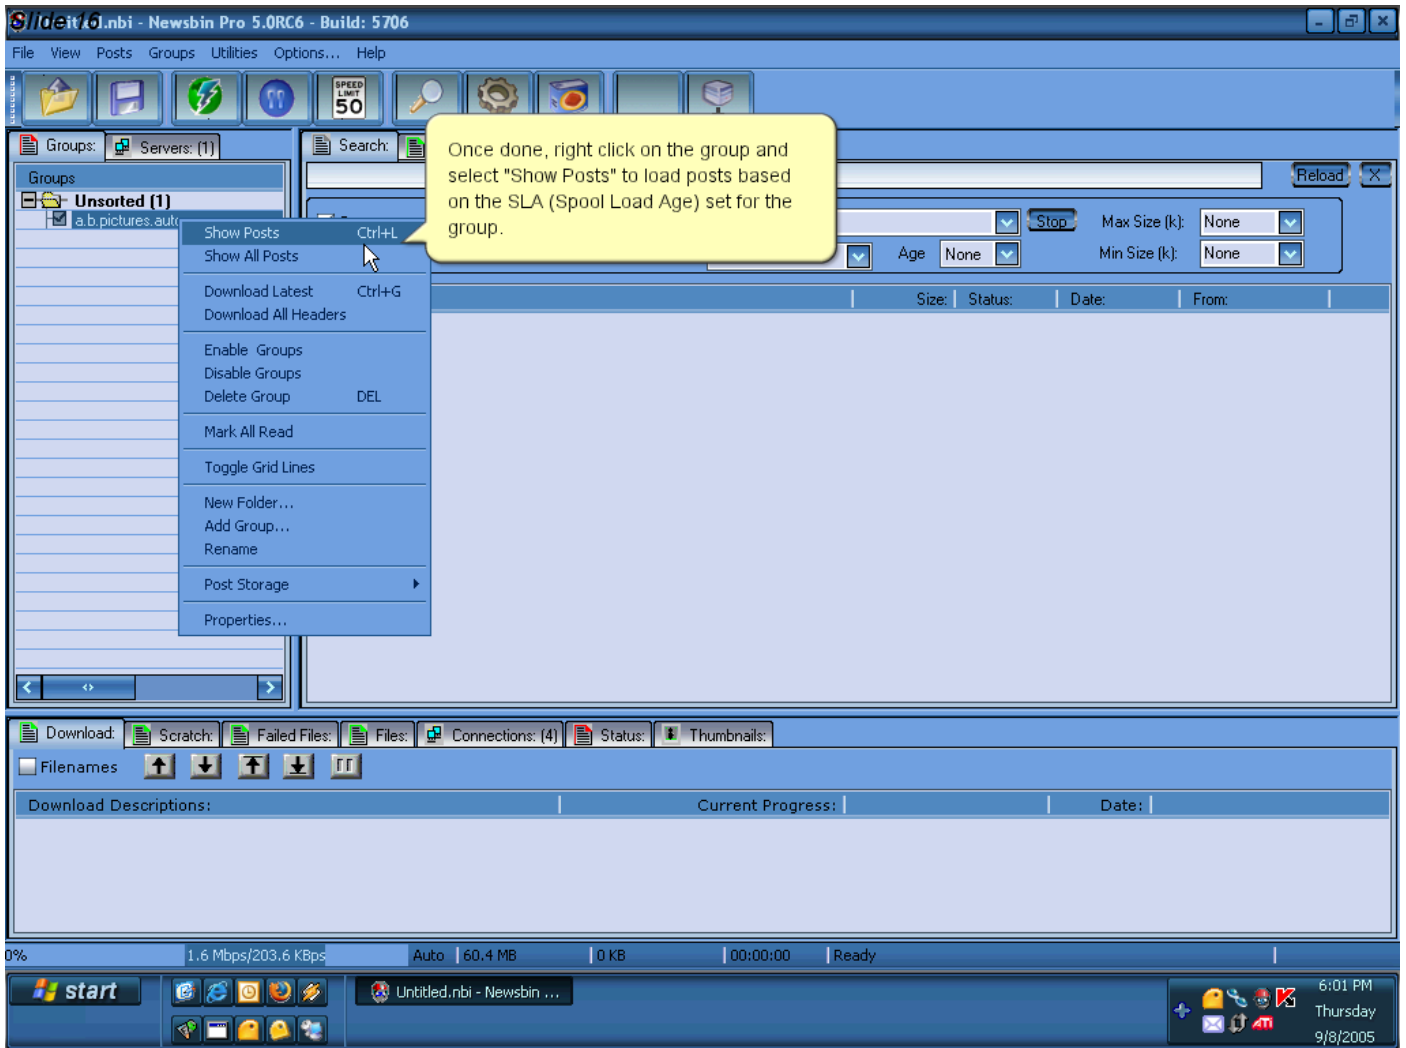 Slide 16
Untitled.nbi - Newsbin Pro 5.0RC6 - Build: 5706
File View Posts Groups Utilities Options... Help
SPEED
LIMIT
50
Groups: Servers: (1)
Search:
Once done, right click on the group and
select "Show Posts" to load posts based
on the SLA (Spool Load Age) set for the
group.
Groups
Reload X
Unsorted (1)
a.b.pictures.auto
Stop Max Size (k): None
Age None Min Size (k): None
Size: Status: Date: From:
Show Posts Ctrl+L
Show All Posts
Download Latest Ctrl+G
Download All Headers
Enable Groups
Disable Groups
Delete Group DEL
Mark All Read
Toggle Grid Lines
New Folder...
Add Group...
Rename
Post Storage
Properties...
Download: Scratch: Failed Files: Files: Connections: (4) Status: Thumbnails:
Filenames
Download Descriptions: Current Progress: Date:
0% 1.6 Mbps/203.6 KBps Auto 60.4 MB 0 KB 00:00:00 Ready
start Untitled.nbi - Newsbin ... 6:01 PM
ATI Thursday
9/8/2005